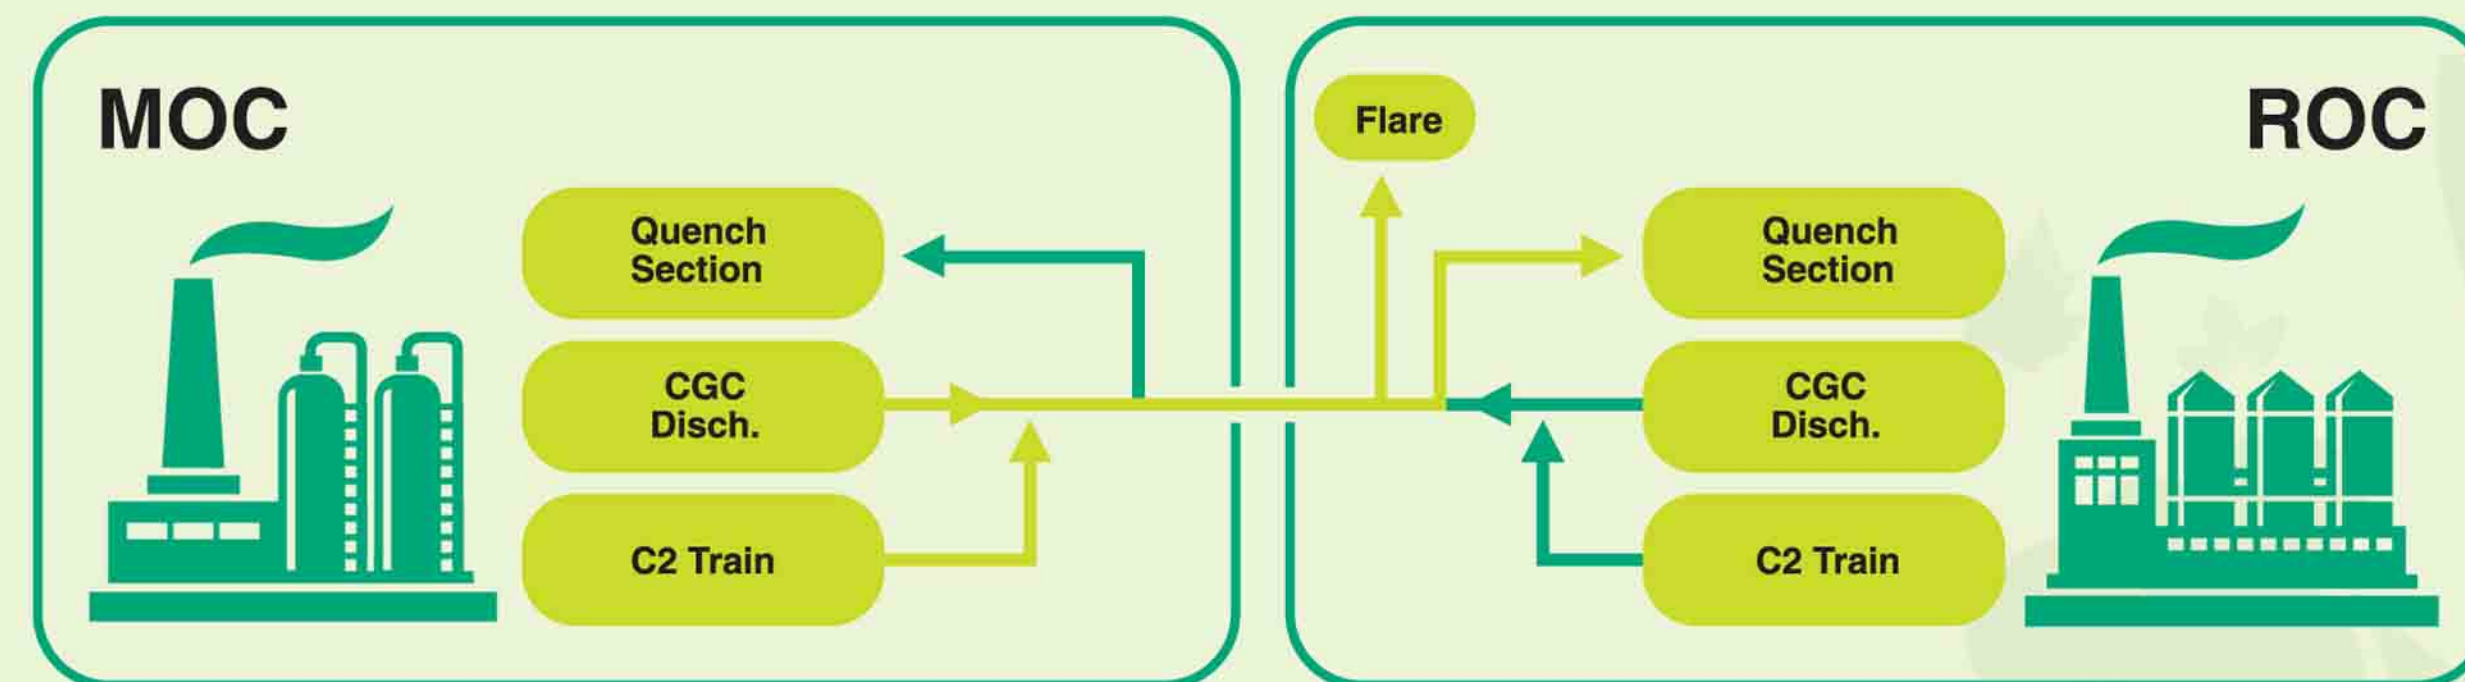 MOC
Quench
Section
CGC
Disch.
C2 Train
Flare
ROC
Quench
Section
CGC
Disch.
C2 Train